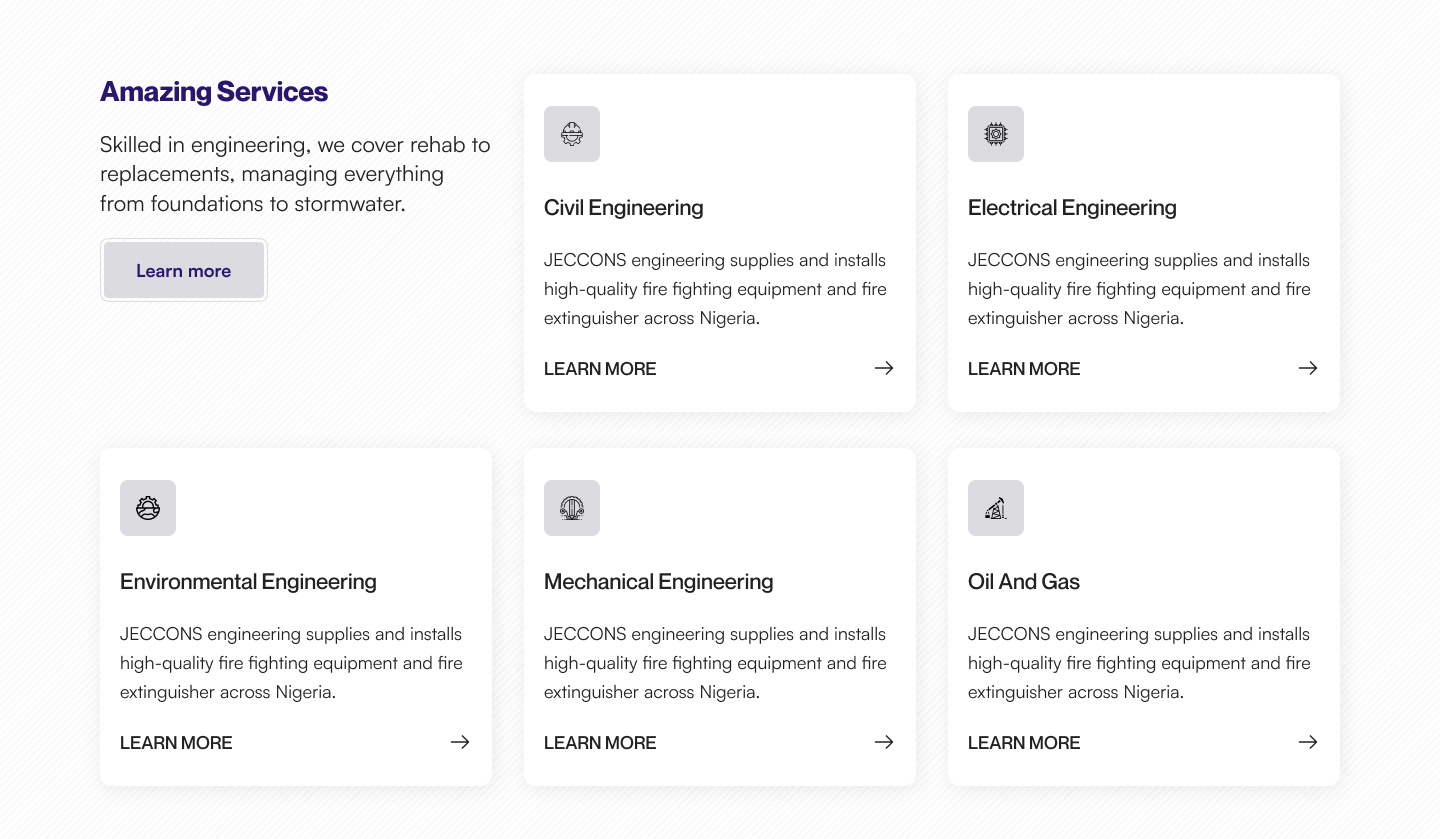 Amazing Services
Skilled in engineering, we cover rehab to
replacements, managing everything
from foundations to stormwater.
Learn more
Civil Engineering
JECCONS engineering supplies and installs
high-quality fire fighting equipment and fire
extinguisher across Nigeria.
LEARN MORE
Electrical Engineering
JECCONS engineering supplies and installs
high-quality fire fighting equipment and fire
extinguisher across Nigeria.
LEARN MORE
Environmental Engineering
JECCONS engineering supplies and installs
high-quality fire fighting equipment and fire
extinguisher across Nigeria.
LEARN MORE
Mechanical Engineering
JECCONS engineering supplies and installs
high-quality fire fighting equipment and fire
extinguisher across Nigeria.
LEARN MORE
Oil And Gas
JECCONS engineering supplies and installs
high-quality fire fighting equipment and fire
extinguisher across Nigeria.
LEARN MORE